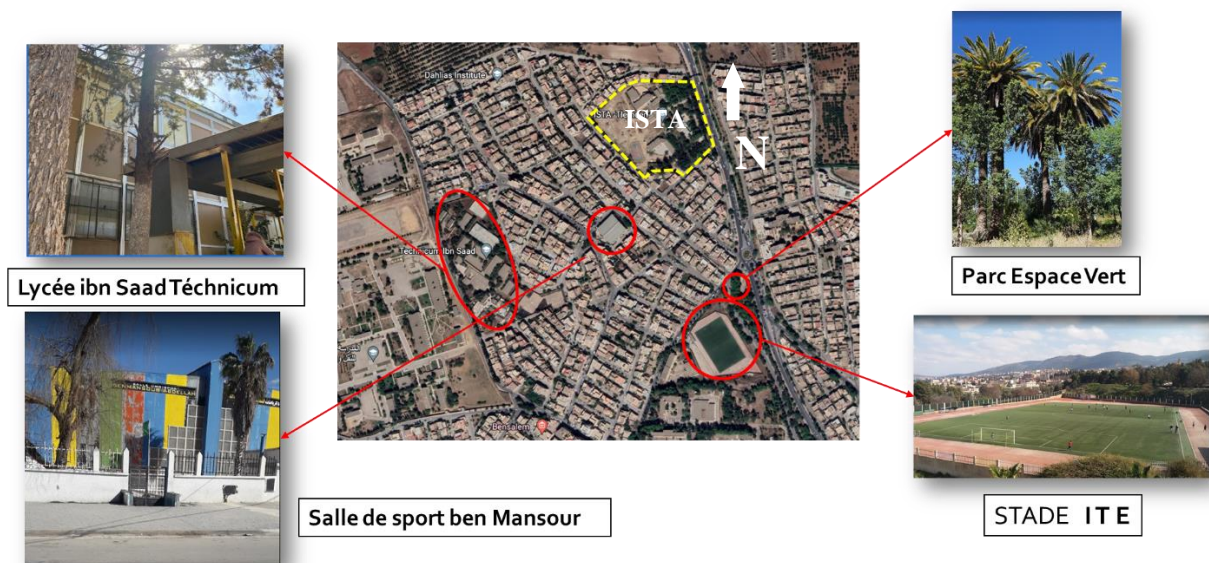 Lycée ibn Saad Téchnicum
Salle de sport ben Mansour
Dahlias Institute
ISTA
N
Technicum Ibn Saad
Bensalem
Parc Espace Vert
STADE ITE